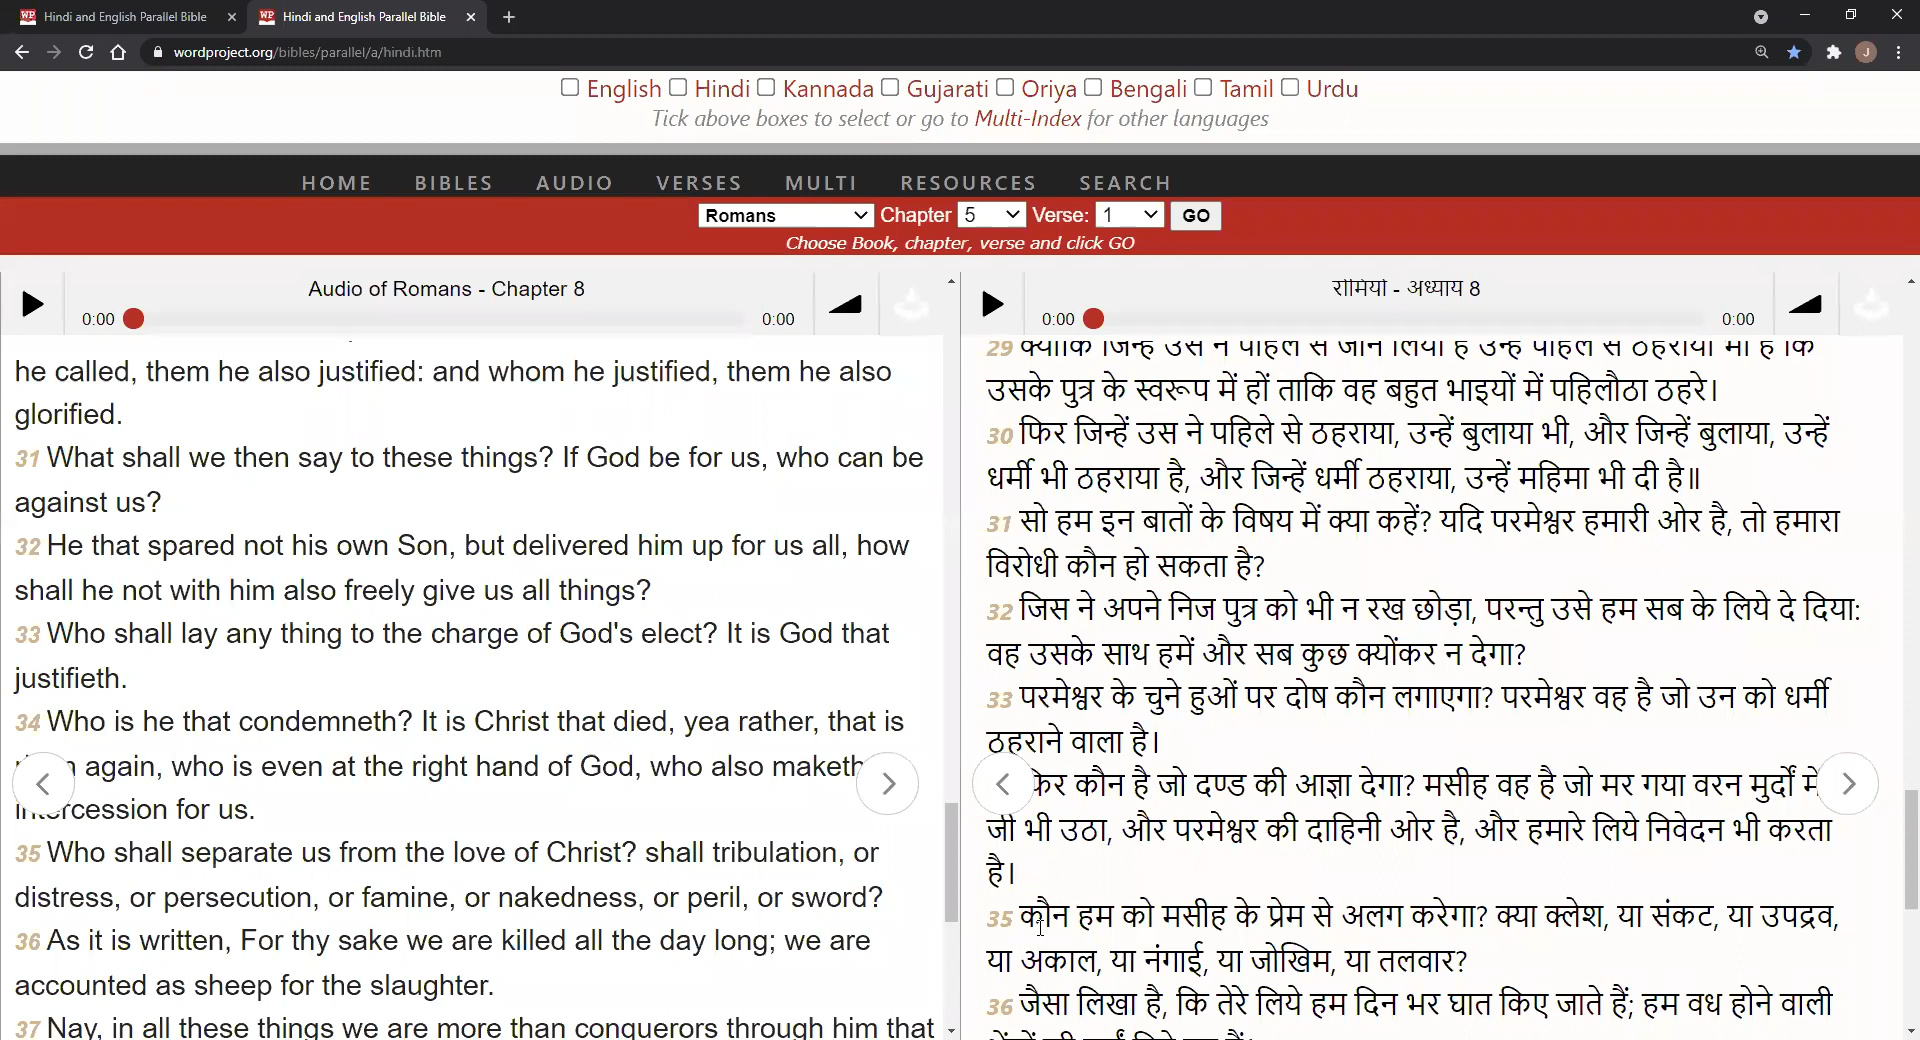 Hindi and English Parallel Bible
Hindi and English Parallel Bible
wordproject.org/bibles/parallel/a/hindi.htm
J
English Hindi Kannada Gujarati Oriya Bengali Tamil Urdu
Tick above boxes to select or go to Multi-Index for other languages
HOME BIBLES AUDIO VERSES MULTI RESOURCES SEARCH
Romans Chapter 5 Verse: 1 GO
Choose Book, chapter, verse and click GO
Audio of Romans - Chapter 8
0:00 0:00
he called, them he also justified: and whom he justified, them he also
glorified.
31 What shall we then say to these things? If God be for us, who can be
against us?
32 He that spared not his own Son, but delivered him up for us all, how
shall he not with him also freely give us all things?
33 Who shall lay any thing to the charge of God's elect? It is God that
justifieth.
34 Who is he that condemneth? It is Christ that died, yea rather, that is
again, who is even at the right hand of God, who also maketh
intercession for us.
35 Who shall separate us from the love of Christ? shall tribulation, or
distress, or persecution, or famine, or nakedness, or peril, or sword?
36 As it is written, For thy sake we are killed all the day long; we are
accounted as sheep for the slaughter.
37 Nay, in all these things we are more than conquerors through him that
रोमियो - अध्याय 8
0:00 0:00
29 क्योंकि जिन्हें उस ने पहिले से जान लिया है उन्हें पहिले से ठहराया भी है कि
उसके पुत्र के स्वरूप में हों ताकि वह बहुत भाइयों में पहिलौठा ठहरे।
30 फिर जिन्हें उस ने पहिले से ठहराया, उन्हें बुलाया भी, और जिन्हें बुलाया, उन्हें
धर्मी भी ठहराया है, और जिन्हें धर्मी ठहराया, उन्हें महिमा भी दी है॥
31 सो हम इन बातों के विषय में क्या कहें? यदि परमेश्वर हमारी ओर है, तो हमारा
विरोधी कौन हो सकता है?
32 जिस ने अपने निज पुत्र को भी न रख छोड़ा, परन्तु उसे हम सब के लिये दे दिया:
वह उसके साथ हमें और सब कुछ क्योंकर न देगा?
33 परमेश्वर के चुने हुओं पर दोष कौन लगाएगा? परमेश्वर वह है जो उन को धर्मी
ठहराने वाला है।
फिर कौन है जो दण्ड की आज्ञा देगा? मसीह वह है जो मर गया वरन मुर्दों में
जी भी उठा, और परमेश्वर की दाहिनी ओर है, और हमारे लिये निवेदन भी करता
है।
35 कौन हम को मसीह के प्रेम से अलग करेगा? क्या क्लेश, या संकट, या उपद्रव,
या अकाल, या नंगाई, या जोखिम, या तलवार?
36 जैसा लिखा है, कि तेरे लिये हम दिन भर घात किए जाते हैं; हम वध होने वाली